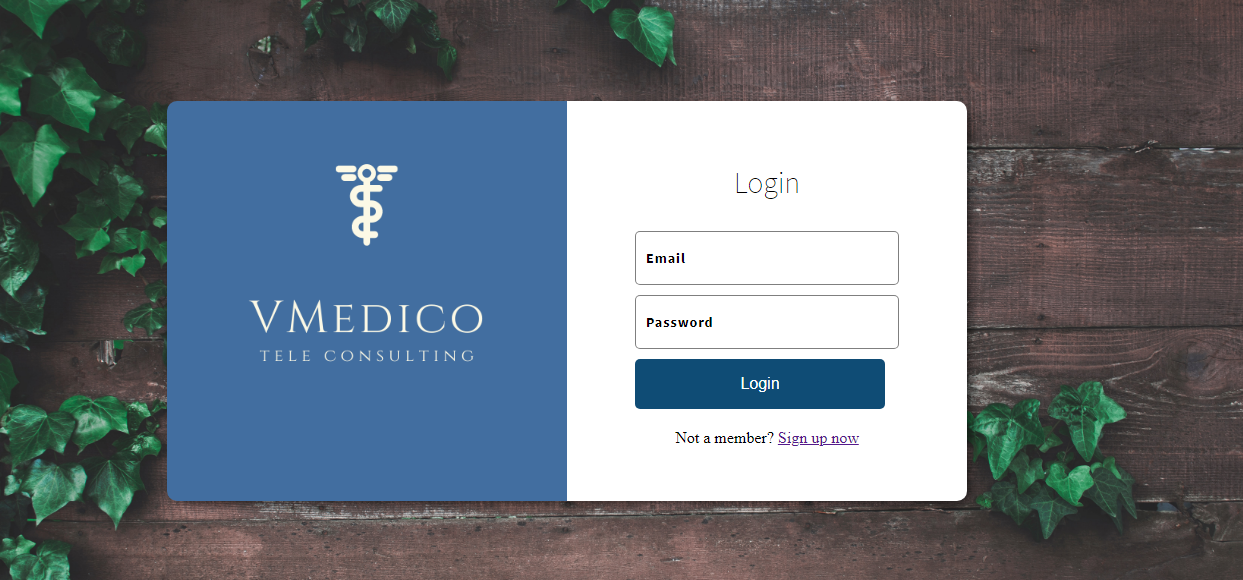 VMedico
TELE CONSULTING
Login
Email
Password
Login
Not a member? Sign up now